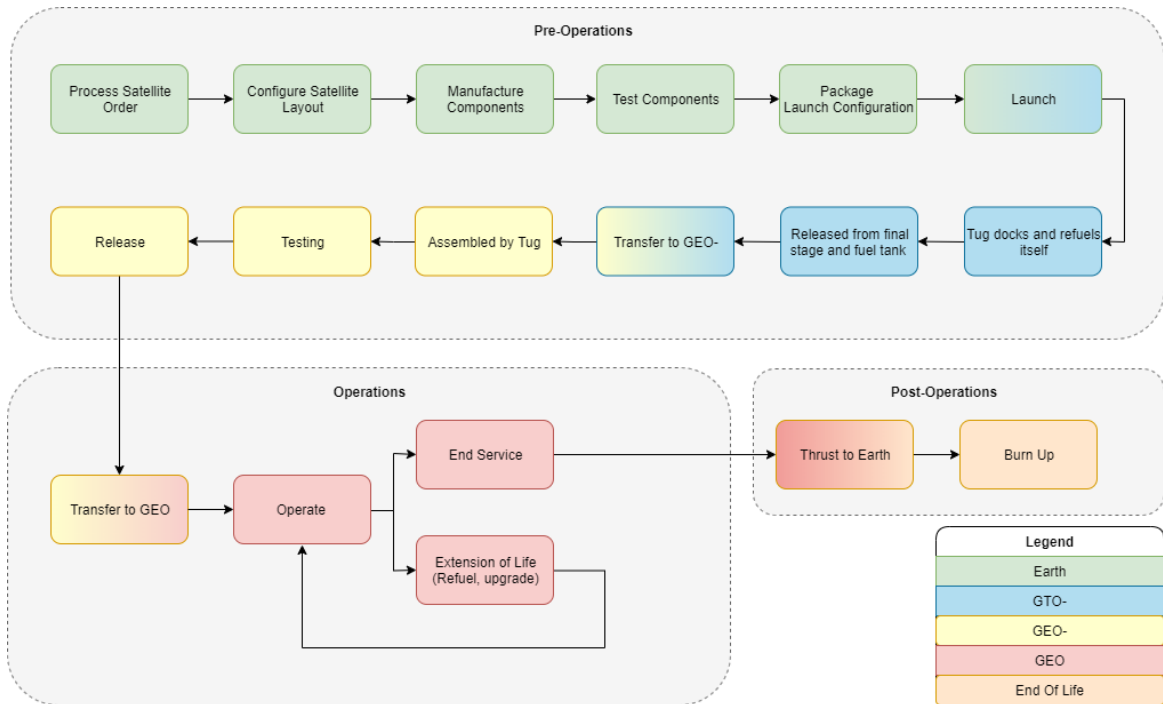 Pre-Operations
Process Satellite
Order
Configure Satellite
Layout
Manufacture
Components
Test Components
Package
Launch Configuration
Launch
Release
Testing
Assembled by Tug
Transfer to GEO-
Released from final
stage and fuel tank
Tug docks and refuels
itself
Operations
Transfer to GEO
Operate
End Service
Extension of Life
(Refuel, upgrade)
Post-Operations
Thrust to Earth
Burn Up
Legend
Earth
GTO-
GEO-
GEO
End Of Life